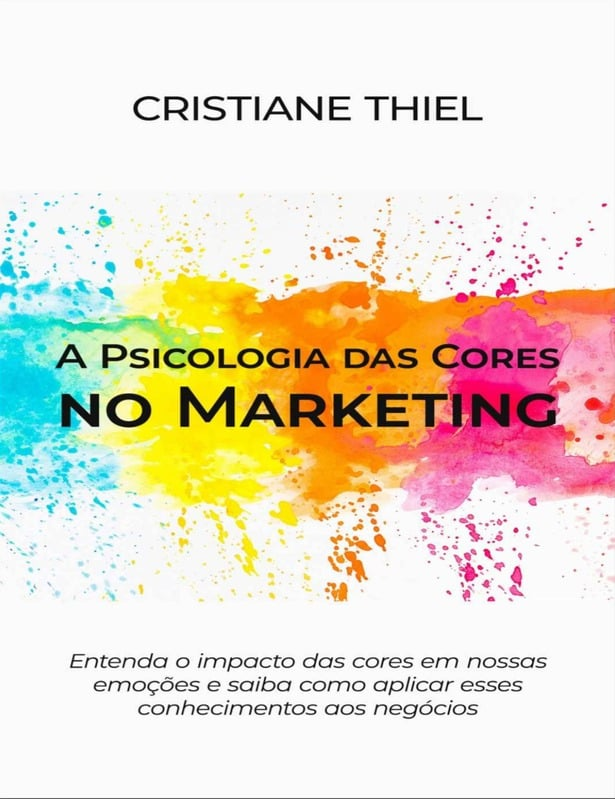 CRISTIANE THIEL
A PSICOLOGIA DAS CORES
NO MARKETING
Entenda o impacto das cores em nossas
emoções e saiba como aplicar esses
conhecimentos aos negócios